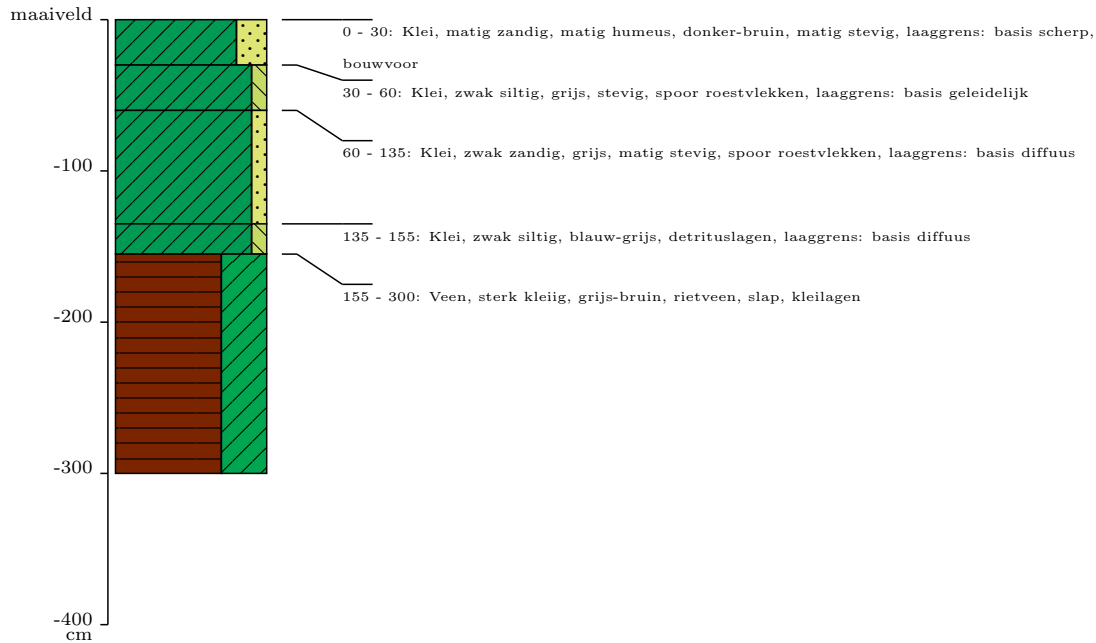 maaiveld
0 - 30: Klei, matig zandig, matig humeus, donker-bruin, matig stevig, laaggrens: basis scherp,
bouwvoor
30 - 60: Klei, zwak siltig, grijs, stevig, spoor roestvlekken, laaggrens: basis geleidelijk
60 - 135: Klei, zwak zandig, grijs, matig stevig, spoor roestvlekken, laaggrens: basis diffuus
-100
135 - 155: Klei, zwak siltig, blauw-grijs, detrituslagen, laaggrens: basis diffuus
155 - 300: Veen, sterk kleiig, grijs-bruin, rietveen, slap, kleilagen
-200
-300
-400
cm